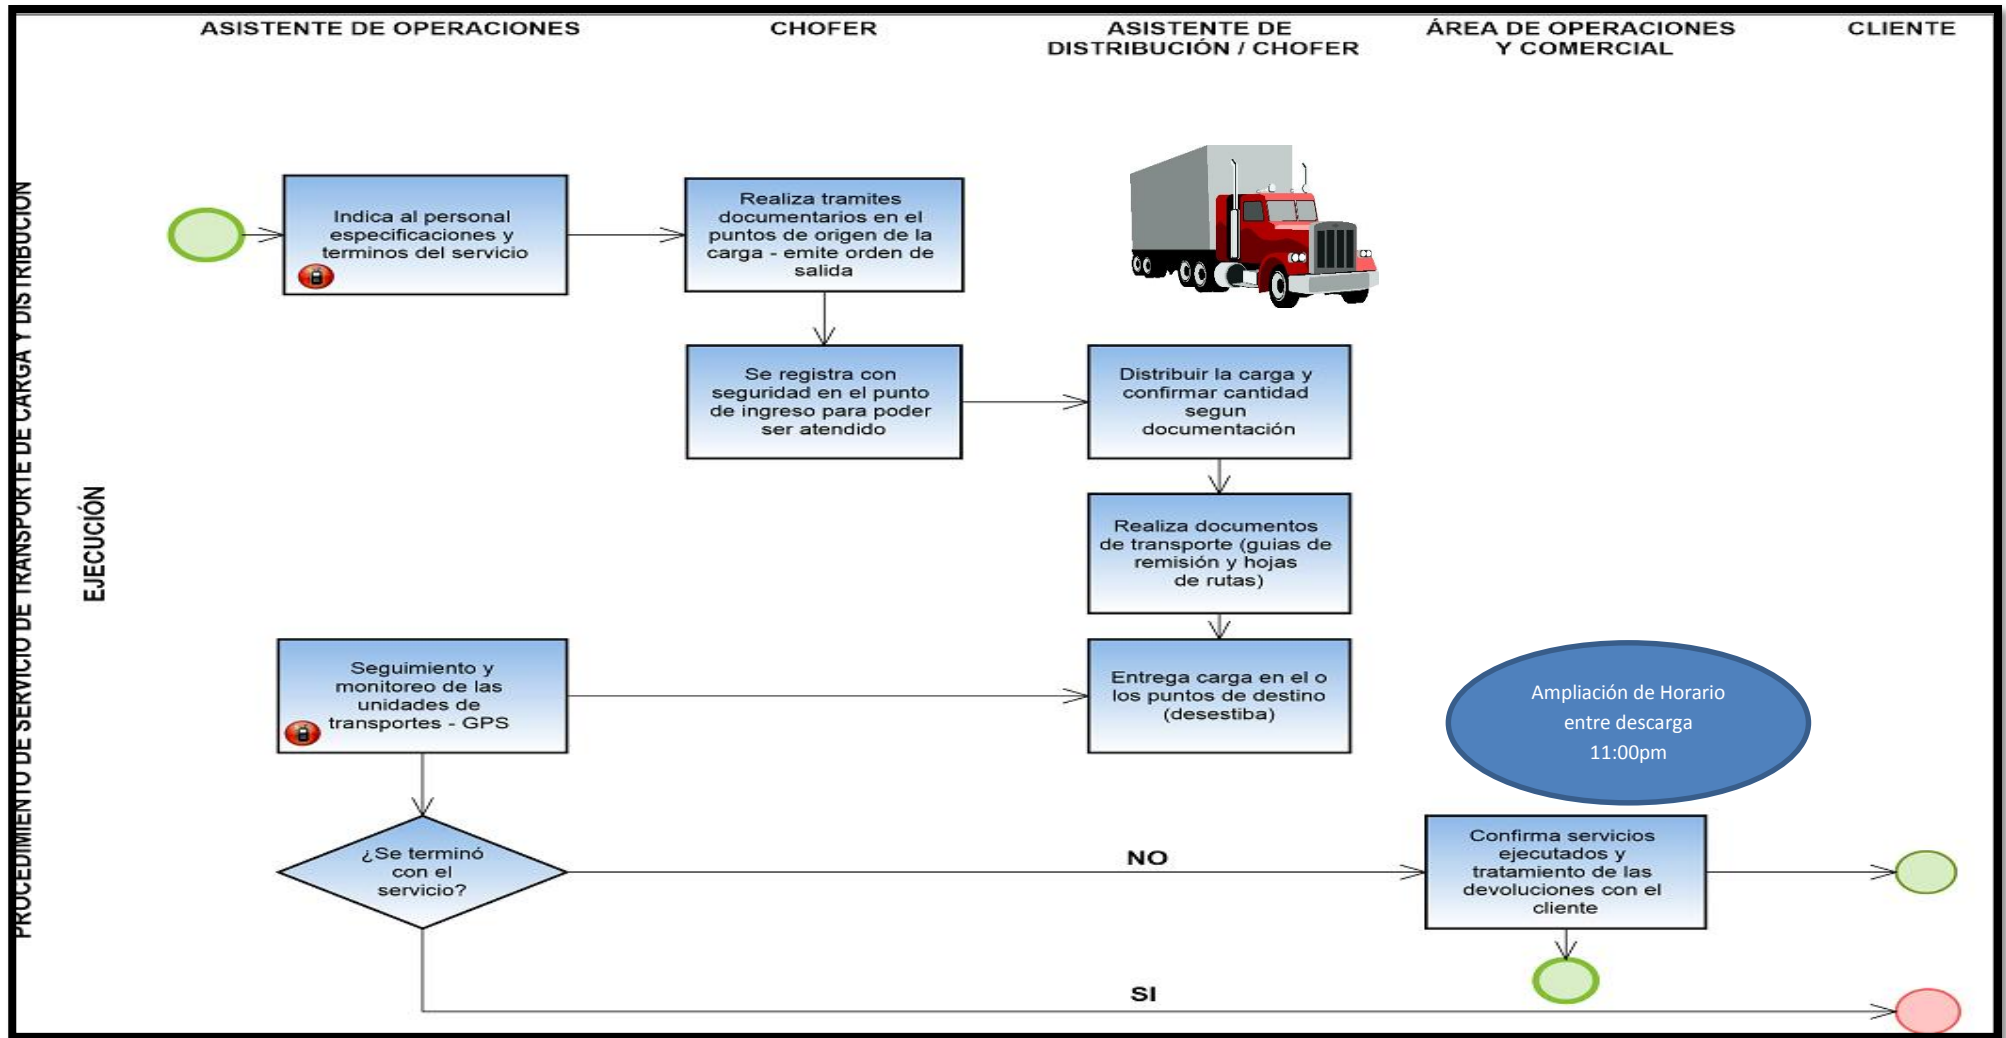 ASISTENTE DE OPERACIONES
CHOFER
ASISTENTE DE
DISTRIBUCIÓN / CHOFER
ÁREA DE OPERACIONES
Y COMERCIAL
CLIENTE
PROCEDIMIENTO DE SERVICIO DE TRANSPORTE DE CARGA Y DISTRIBUCIÓN
EJECUCIÓN
Indica al personal
especificaciones y
terminos del servicio
Realiza tramites
documentarios en el
puntos de origen de la
carga - emite orden de
salida
Se registra con
seguridad en el punto
de ingreso para poder
ser atendido
Distribuir la carga y
confirmar cantidad
segun
documentación
Realiza documentos
de transporte (guias de
remisión y hojas
de rutas)
Seguimiento y
monitoreo de las
unidades de
transportes - GPS
Entrega carga en el o
los puntos de destino
(desestiba)
Ampliación de Horario
entre descarga
11:00pm
¿Se terminó
con el
servicio?
NO
Confirma servicios
ejecutados y
tratamiento de las
devoluciones con el
cliente
SI